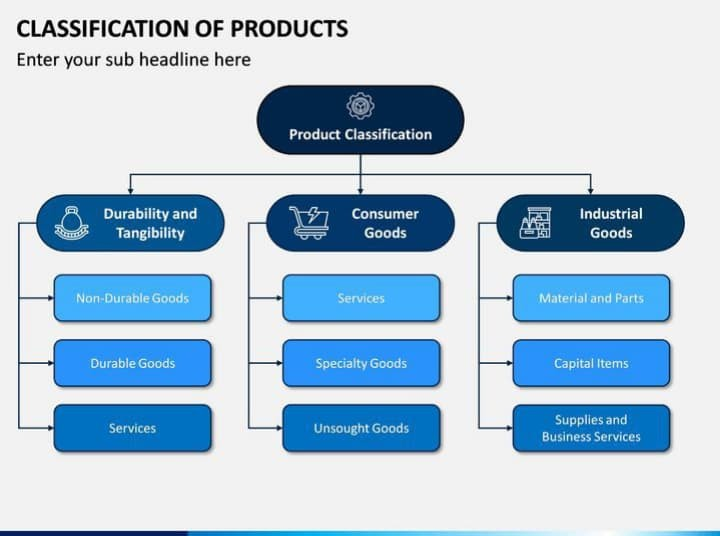 CLASSIFICATION OF PRODUCTS
Enter your sub headline here
Product Classification
Durability and
Tangibility
Non-Durable Goods
Durable Goods
Services
Consumer
Goods
Services
Specialty Goods
Unsought Goods
Industrial
Goods
Material and Parts
Capital Items
Supplies and
Business Services